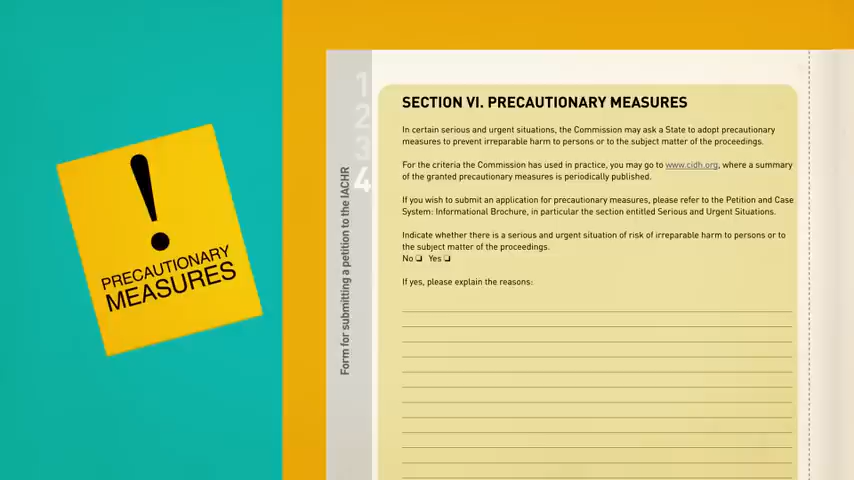 !
PRECAUTIONARY
MEASURES
1
2
3
4
Form for submitting a petition to the IACHR
SECTION VI. PRECAUTIONARY MEASURES
In certain serious and urgent situations, the Commission may ask a State to adopt precautionary
measures to prevent irreparable harm to persons or to the subject matter of the proceedings.
For the criteria the Commission has used in practice, you may go to www.cidh.org, where a summary
of the granted precautionary measures is periodically published.
If you wish to submit an application for precautionary measures, please refer to the Petition and Case
System: Informational Brochure, in particular the section entitled Serious and Urgent Situations.
Indicate whether there is a serious and urgent situation of risk of irreparable harm to persons or to
the subject matter of the proceedings.
No ❏ Yes ❏
If yes, please explain the reasons: